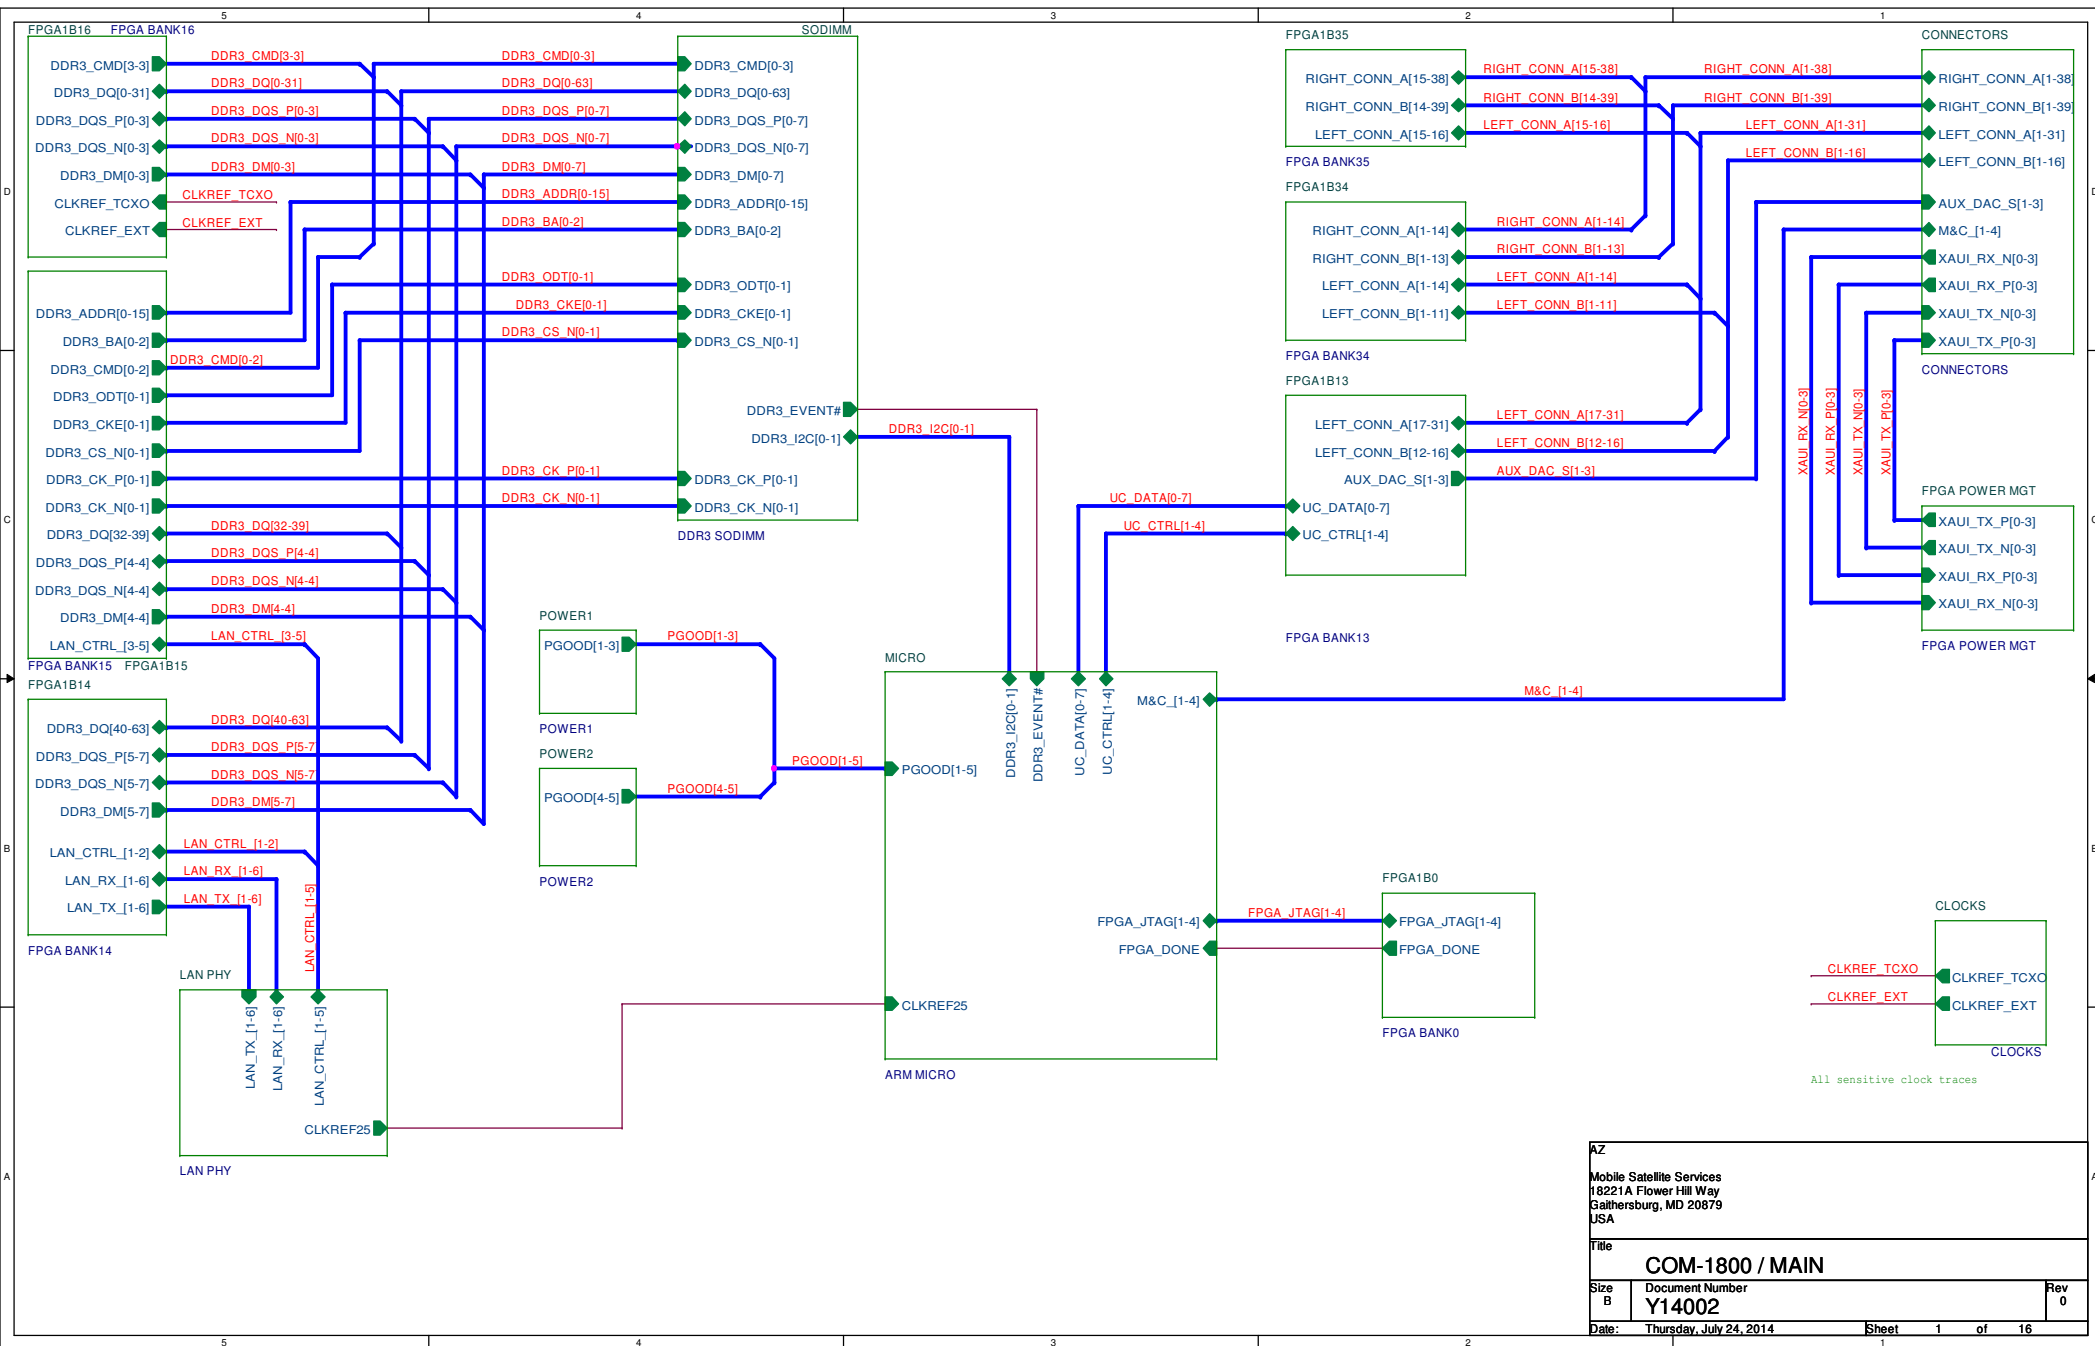 5
4
3
2
1
FPGA1B16 FPGA BANK16
DDR3_CMD[3-3]
DDR3_DQ[0-31]
DDR3_DQS_P[0-3]
DDR3_DQS_N[0-3]
DDR3_DM[0-3]
CLKREF_TCXO
CLKREF_EXT
DDR3_CMD[3-3]
DDR3_DQ[0-31]
DDR3_DQS_P[0-3]
DDR3_DQS_N[0-3]
DDR3_DM[0-3]
CLKREF_TCXO
CLKREF_EXT
DDR3_CMD[0-3]
DDR3_DQ[0-63]
DDR3_DQS_P[0-7]
DDR3_DQS_N[0-7]
DDR3_DM[0-7]
DDR3_ADDR[0-15]
DDR3_BA[0-2]
DDR3_ODT[0-1]
DDR3_CKE[0-1]
DDR3_CS_N[0-1]
DDR3_CK_P[0-1]
DDR3_CK_N[0-1]
SODIMM
DDR3_CMD[0-3]
DDR3_DQ[0-63]
DDR3_DQS_P[0-7]
DDR3_DQS_N[0-7]
DDR3_DM[0-7]
DDR3_ADDR[0-15]
DDR3_BA[0-2]
DDR3_ODT[0-1]
DDR3_CKE[0-1]
DDR3_CS_N[0-1]
DDR3_EVENT#
DDR3_I2C[0-1]
DDR3_CK_P[0-1]
DDR3_CK_N[0-1]
DDR3 SODIMM
DDR3_I2C[0-1]
DDR3_ADDR[0-15]
DDR3_BA[0-2]
DDR3_CMD[0-2]
DDR3_ODT[0-1]
DDR3_CKE[0-1]
DDR3_CS_N[0-1]
DDR3_CK_P[0-1]
DDR3_CK_N[0-1]
DDR3_DQ[32-39]
DDR3_DQS_P[4-4]
DDR3_DQS_N[4-4]
DDR3_DM[4-4]
LAN_CTRL_[3-5]
DDR3_CMD[0-2]
DDR3_DQ[32-39]
DDR3_DQS_P[4-4]
DDR3_DQS_N[4-4]
DDR3_DM[4-4]
LAN_CTRL_[3-5]
FPGA BANK15 FPGA1B15
FPGA1B14
DDR3_DQ[40-63]
DDR3_DQS_P[5-7]
DDR3_DQS_N[5-7]
DDR3_DM[5-7]
LAN_CTRL_[1-2]
LAN_RX_[1-6]
LAN_TX_[1-6]
DDR3_DQ[40-63]
DDR3_DQS_P[5-7]
DDR3_DQS_N[5-7]
DDR3_DM[5-7]
LAN_CTRL_[1-2]
LAN_RX_[1-6]
LAN_TX_[1-6]
LAN_CTRL_[1-5]
FPGA BANK14
LAN PHY
LAN_TX_[1-6]
LAN_RX_[1-6]
LAN_CTRL_[1-5]
CLKREF25
LAN PHY
POWER1
PGOOD[1-3]
PGOOD[1-3]
POWER1
POWER2
PGOOD[4-5]
PGOOD[4-5]
POWER2
PGOOD[1-5]
MICRO
DDR3_I2C[0-1]
DDR3_EVENT#
UC_DATA[0-7]
UC_CTRL[1-4]
M&C_[1-4]
PGOOD[1-5]
FPGA_JTAG[1-4]
FPGA_DONE
CLKREF25
ARM MICRO
UC_DATA[0-7]
UC_CTRL[1-4]
M&C_[1-4]
FPGA_JTAG[1-4]
FPGA1B0
FPGA_JTAG[1-4]
FPGA_DONE
FPGA BANK0
FPGA1B35
RIGHT_CONN_A[15-38]
RIGHT_CONN_B[14-39]
LEFT_CONN_A[15-16]
FPGA BANK35
RIGHT_CONN_A[15-38]
RIGHT_CONN_B[14-39]
LEFT_CONN_A[15-16]
FPGA1B34
RIGHT_CONN_A[1-14]
RIGHT_CONN_B[1-13]
LEFT_CONN_A[1-14]
LEFT_CONN_B[1-11]
FPGA BANK34
RIGHT_CONN_A[1-14]
RIGHT_CONN_B[1-13]
LEFT_CONN_A[1-14]
LEFT_CONN_B[1-11]
FPGA1B13
LEFT_CONN_A[17-31]
LEFT_CONN_B[12-16]
AUX_DAC_S[1-3]
UC_DATA[0-7]
UC_CTRL[1-4]
FPGA BANK13
LEFT_CONN_A[17-31]
LEFT_CONN_B[12-16]
AUX_DAC_S[1-3]
RIGHT_CONN_A[1-38]
RIGHT_CONN_B[1-39]
LEFT_CONN_A[1-31]
LEFT_CONN_B[1-16]
CONNECTORS
RIGHT_CONN_A[1-38]
RIGHT_CONN_B[1-39]
LEFT_CONN_A[1-31]
LEFT_CONN_B[1-16]
AUX_DAC_S[1-3]
M&C_[1-4]
XAUI_RX_N[0-3]
XAUI_RX_P[0-3]
XAUI_TX_N[0-3]
XAUI_TX_P[0-3]
CONNECTORS
XAUI_RX_N[0-3]
XAUI_RX_P[0-3]
XAUI_TX_N[0-3]
XAUI_TX_P[0-3]
FPGA POWER MGT
XAUI_TX_P[0-3]
XAUI_TX_N[0-3]
XAUI_RX_P[0-3]
XAUI_RX_N[0-3]
FPGA POWER MGT
CLOCKS
CLKREF_TCXO
CLKREF_EXT
CLKREF_TCXO
CLKREF_EXT
CLOCKS
All sensitive clock traces
D
C
B
A
AZ
Mobile Satellite Services
18221A Flower Hill Way
Gaithersburg, MD 20879
USA
Title
COM-1800 / MAIN
Size
B
Document Number
Y14002
Rev
0
Date: Thursday, July 24, 2014 Sheet 1 of 16
5
4
3
2
1